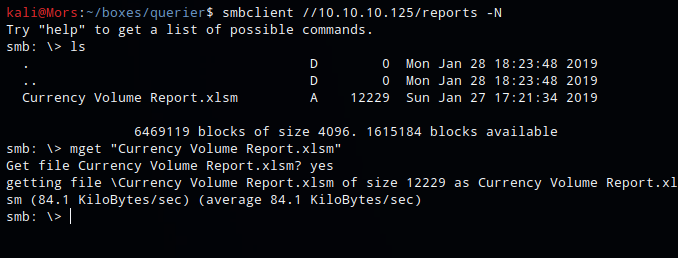 kali@Mors:~/boxes/querier$ smbclient //10.10.10.125/reports -N
Try "help" to get a list of possible commands.
smb: \> ls
  .                                   D        0  Mon Jan 28 18:23:48 2019
  ..                                  D        0  Mon Jan 28 18:23:48 2019
  Currency Volume Report.xlsm         A    12229  Sun Jan 27 17:21:34 2019
                6469119 blocks of size 4096. 1615184 blocks available
smb: \> mget "Currency Volume Report.xlsm"
Get file Currency Volume Report.xlsm? yes
getting file \Currency Volume Report.xlsm of size 12229 as Currency Volume Report.xl
sm (84.1 KiloBytes/sec) (average 84.1 KiloBytes/sec)
smb: \>